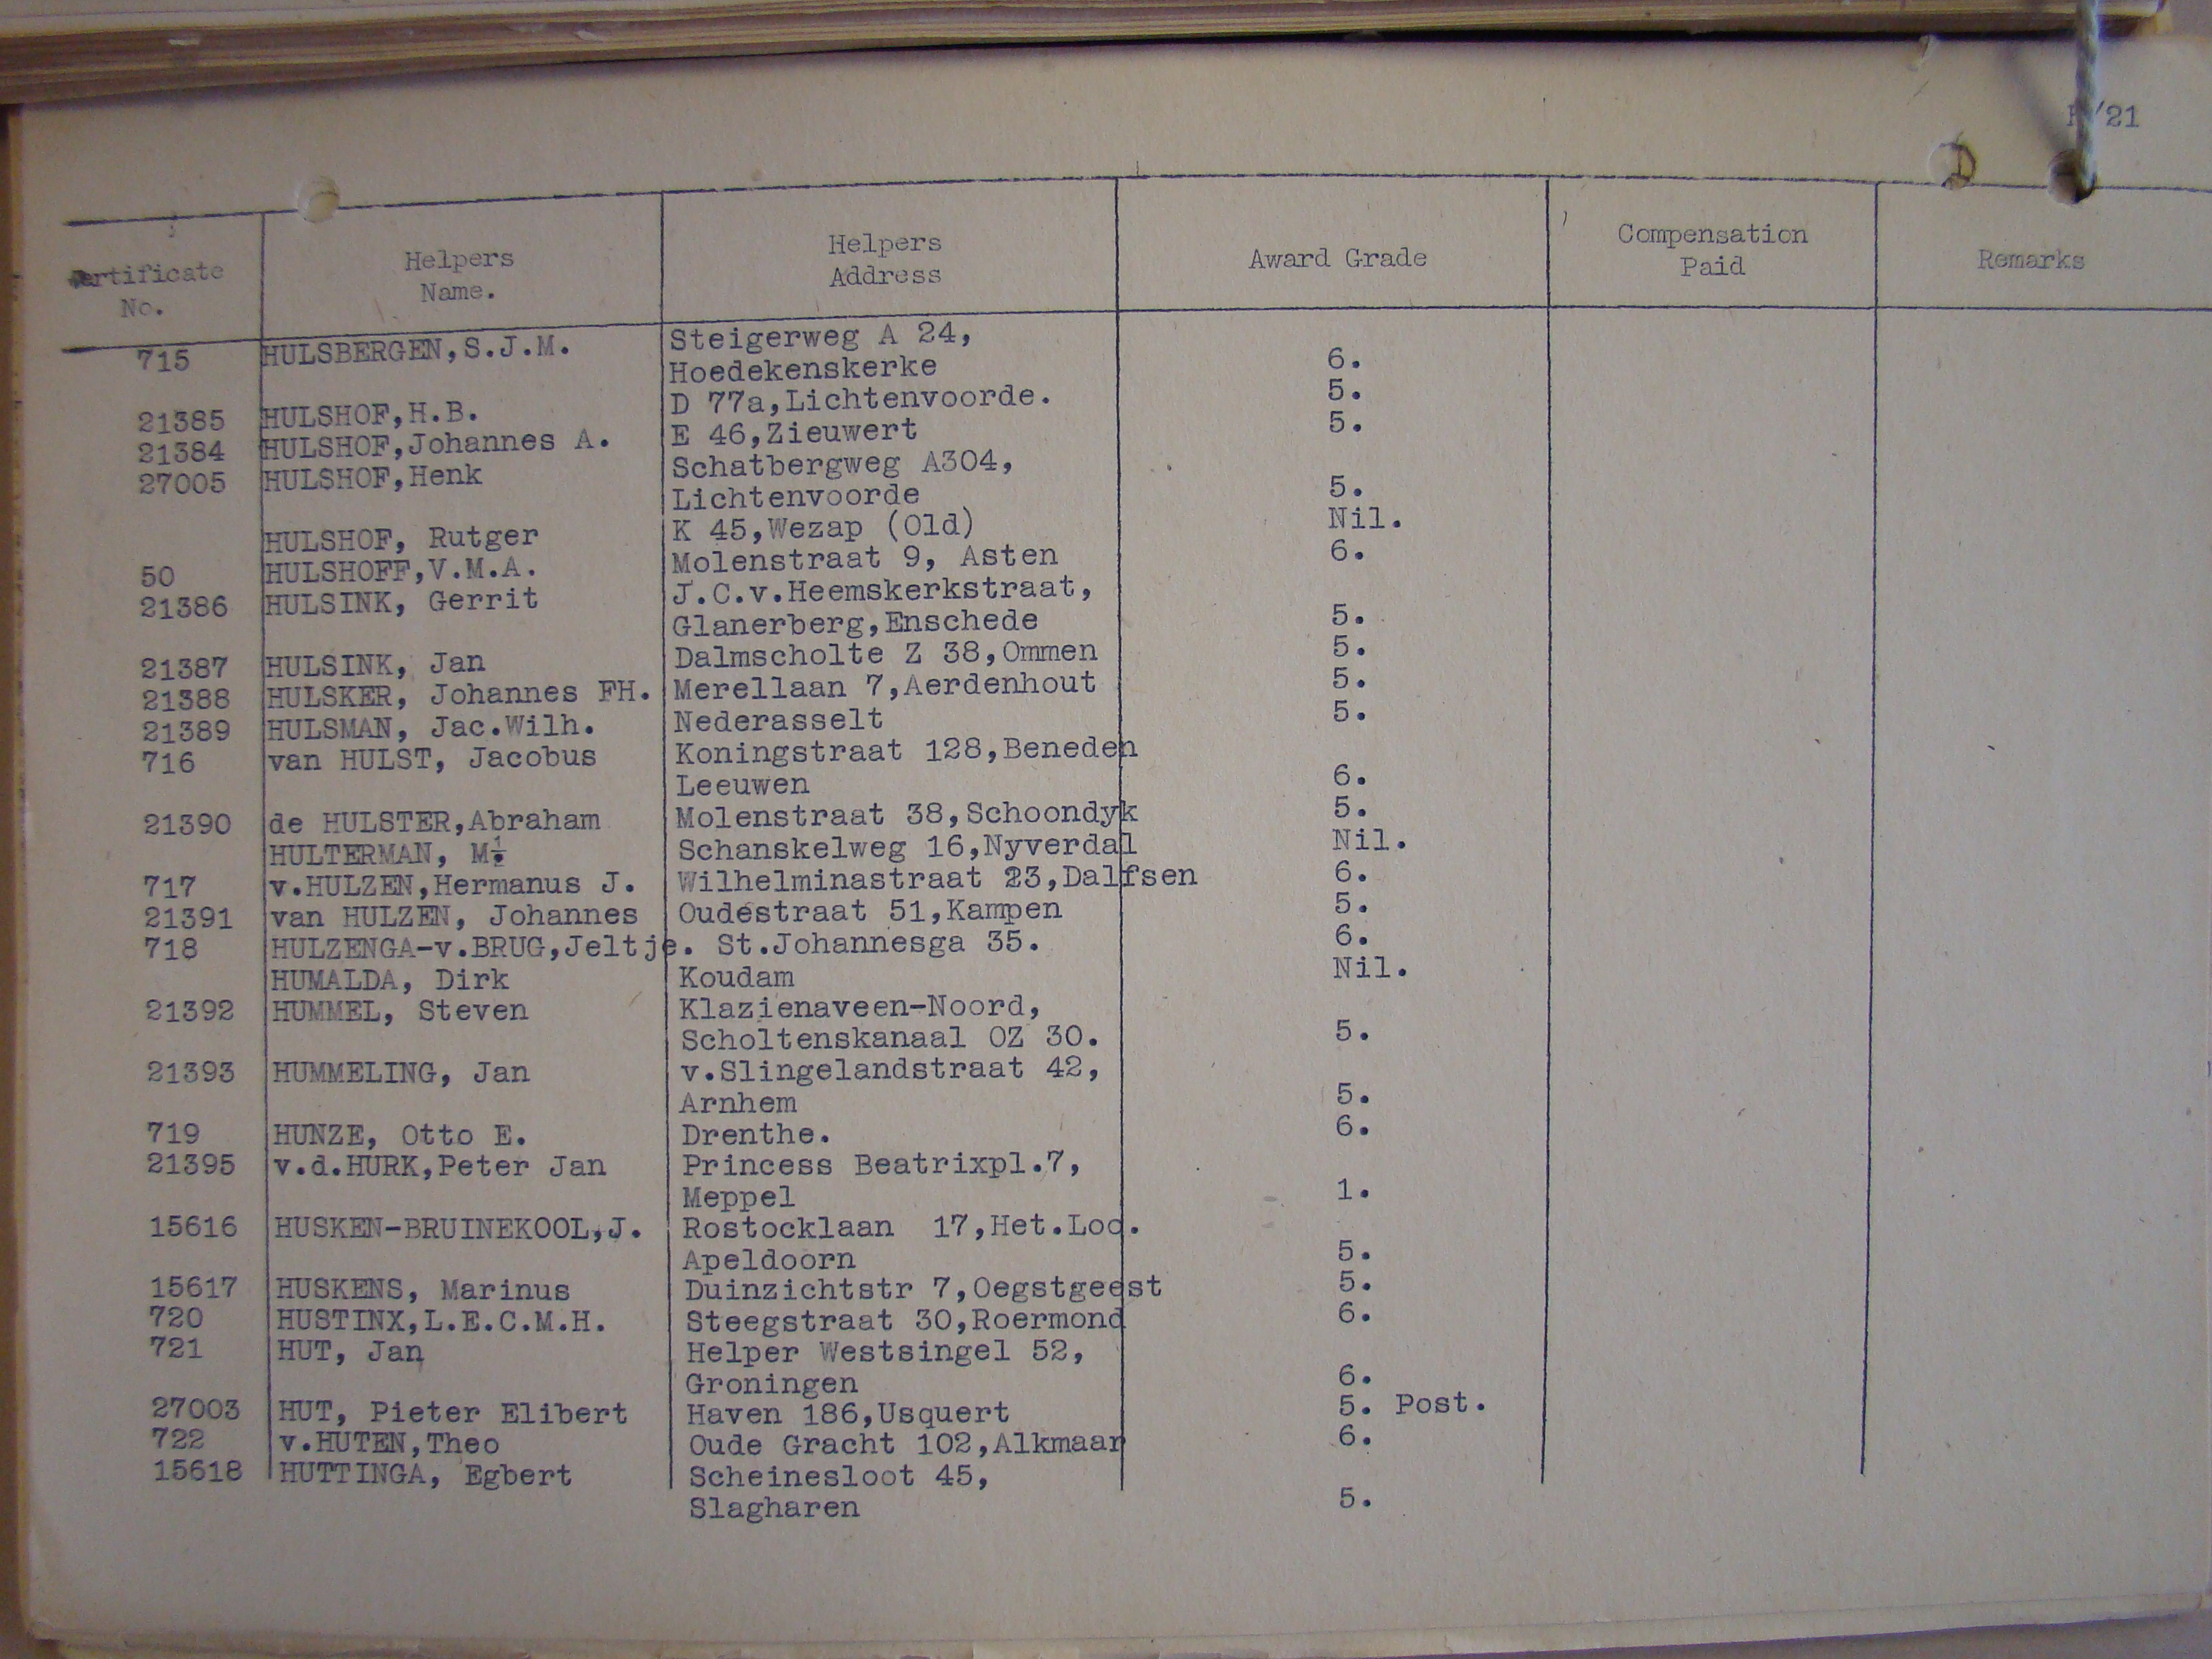 /21
Certificate No. Helpers Name. Helpers Address Award Grade Compensation Paid Remarks
715 HULSBERGEN,S.J.M. Steigerweg A 24,
Hoedekenskerke 6.
21385 HULSHOF,H.B. D 77a,Lichtenvoorde. 5.
21384 HULSHOF,Johannes A. E 46,Zieuwert 5.
27005 HULSHOF,Henk Schatbergweg A304,
Lichtenvoorde 5.
HULSHOF, Rutger K 45,Wezap (Old) Nil.
50 HULSHOFF,V.M.A. Molenstraat 9, Asten 6.
21386 HULSINK, Gerrit J.C.v.Heemskerkstraat,
Glanerberg,Enschede 5.
21387 HULSINK, Jan Dalmscholte Z 38,Ommen 5.
21388 HULSKER, Johannes FH. Merellaan 7,Aerdenhout 5.
21389 HULSMAN, Jac.Wilh. Nederasselt 5.
716 van HULST, Jacobus Koningstraat 128,Beneden
Leeuwen 6.
21390 de HULSTER,Abraham Molenstraat 38,Schoondyk 5.
HULTERMAN, M. Schanskelweg 16,Nyverdal Nil.
717 v.HULZEN,Hermanus J. Wilhelminastraat 23,Dalfsen 6.
21391 van HULZEN, Johannes Oudestraat 51,Kampen 5.
718 HULZENGA-v.BRUG,Jeltje. St.Johannesga 35. 6.
HUMALDA, Dirk Koudam Nil.
21392 HUMMEL, Steven Klazienaveen-Noord,
Scholtenskanaal OZ 30. 5.
21393 HUMMELING, Jan v.Slingelandstraat 42,
Arnhem 5.
719 HUNZE, Otto E. Drenthe. 6.
21395 v.d.HURK,Peter Jan Princess Beatrixpl.7,
Meppel 1.
15616 HUSKEN-BRUINEKOOL,J. Rostocklaan 17,Het.Loo.
Apeldoorn 5.
15617 HUSKENS, Marinus Duinzichtstr 7,Oegstgeest 5.
720 HUSTINX,L.E.C.M.H. Steegstraat 30,Roermond 6.
721 HUT, Jan Helper Westsingel 52,
Groningen 6.
27003 HUT, Pieter Elibert Haven 186,Usquert 5. Post.
722 v.HUTEN,Theo Oude Gracht 102,Alkmaar 6.
15618 HUTTINGA, Egbert Scheinesloot 45,
Slagharen 5.